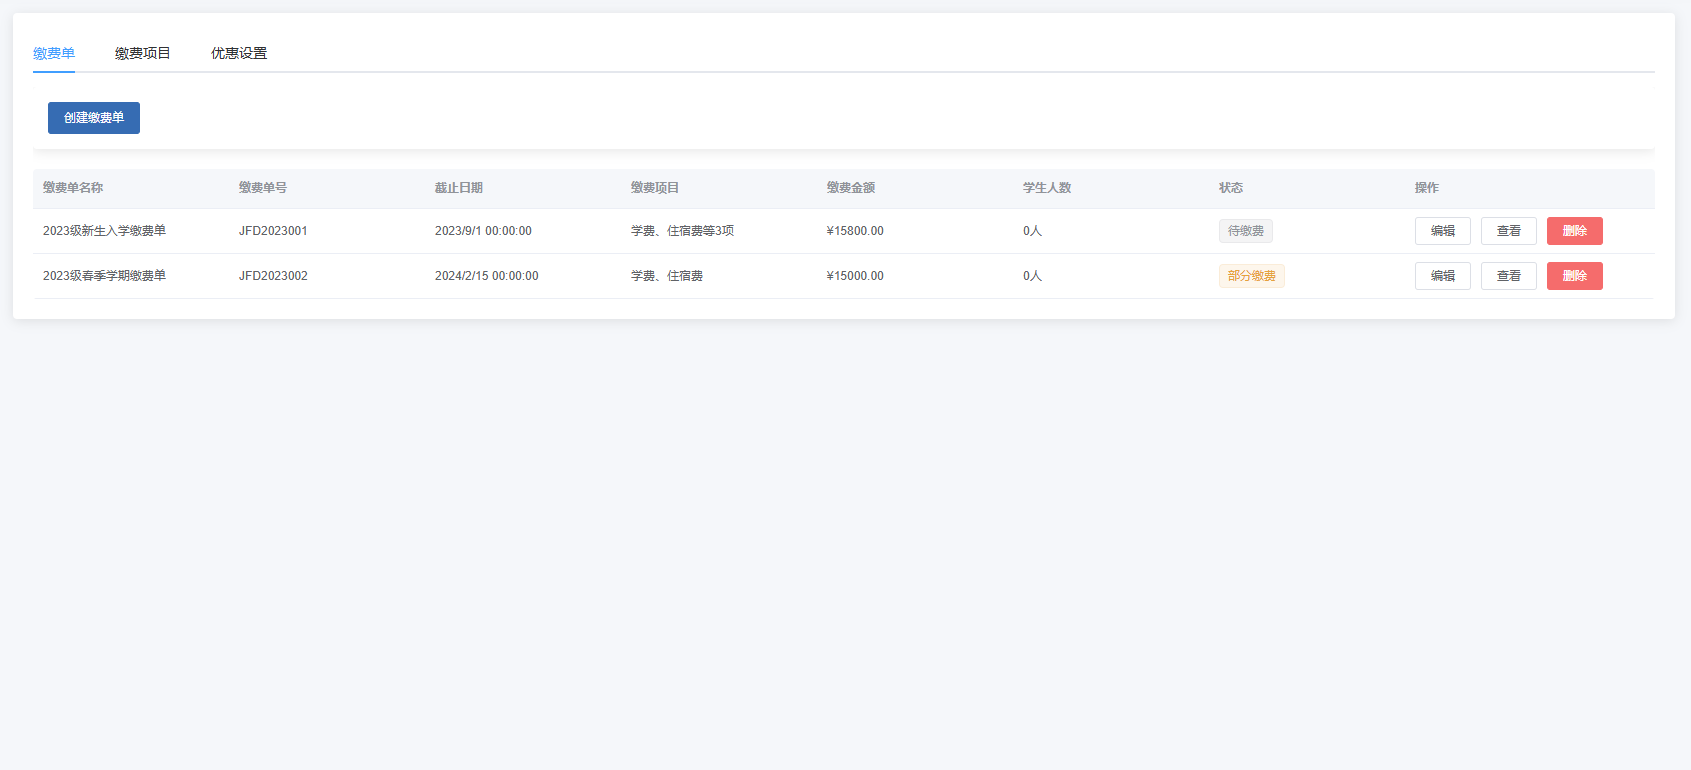 缴费单 缴费项目 优惠设置
创建缴费单
缴费单名称 缴费单号 截止日期 缴费项目 缴费金额 学生人数 状态 操作
2023级新生入学缴费单 JFD2023001 2023/9/1 00:00:00 学费、住宿费等3项 ¥15800.00 0人 待缴费 编辑 查看 删除
2023级春季学期缴费单 JFD2023002 2024/2/15 00:00:00 学费、住宿费 ¥15000.00 0人 部分缴费 编辑 查看 删除